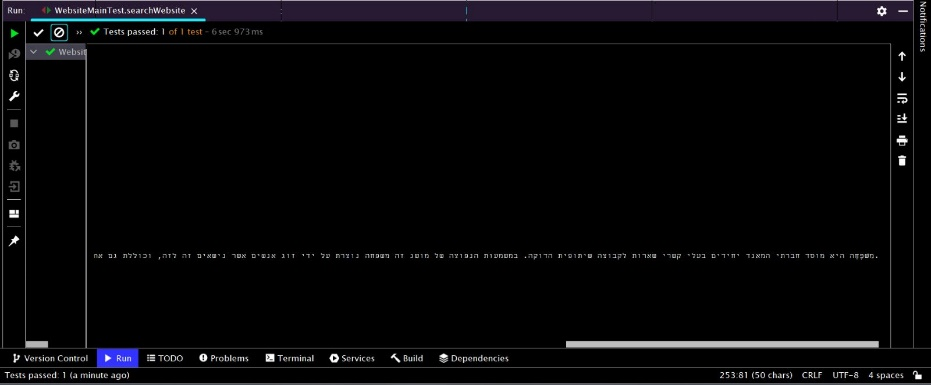 Run: WebsiteMainTest.searchWebsite ×
Notifications
Tests passed: 1 of 1 test – 6 sec 973 ms
Websit
משפחה היא מוסד חברתי המאגד יחידים בעלי קשרי שארות לקבוצה שיתופית הדוקה. במשמעות הנפוצה של מושג זה משפחה נוצרת על ידי זוג אנשים אשר נישאים זה לזה, וכוללת גם את.
Version Control Run TODO Problems Terminal Services Build Dependencies
Tests passed: 1 (a minute ago) 253:81 (50 chars) CRLF UTF-8 4 spaces